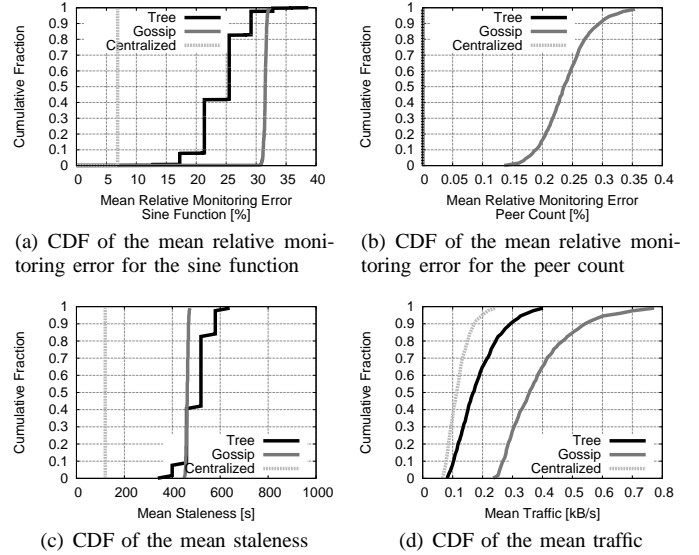 Cumulative Fraction
1
0.9
0.8
0.7
0.6
0.5
0.4
0.3
0.2
0.1
0
Tree
Gossip
Centralized
0 5 10 15 20 25 30 35 40
Mean Relative Monitoring Error
Sine Function [%]
(a) CDF of the mean relative moni-
toring error for the sine function
Cumulative Fraction
1
0.9
0.8
0.7
0.6
0.5
0.4
0.3
0.2
0.1
0
Tree
Gossip
Centralized
0 0.05 0.1 0.15 0.2 0.25 0.3 0.35 0.4
Mean Relative Monitoring Error
Peer Count [%]
(b) CDF of the mean relative moni-
toring error for the peer count
Cumulative Fraction
1
0.9
0.8
0.7
0.6
0.5
0.4
0.3
0.2
0.1
0
Tree
Gossip
Centralized
0 200 400 600 800 1000
Mean Staleness [s]
(c) CDF of the mean staleness
Cumulative Fraction
1
0.9
0.8
0.7
0.6
0.5
0.4
0.3
0.2
0.1
0
Tree
Gossip
Centralized
0 0.1 0.2 0.3 0.4 0.5 0.6 0.7 0.8
Mean Traffic [kB/s]
(d) CDF of the mean traffic